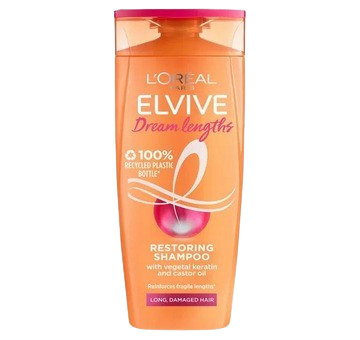 L'ORÉAL
PARIS
ELVIVE
Dream lengths
100%
RECYCLED PLASTIC
BOTTLE*
RESTORING
SHAMPOO
with vegetal keratin
and castor oil
Reinforces fragile lengths*
LONG, DAMAGED HAIR